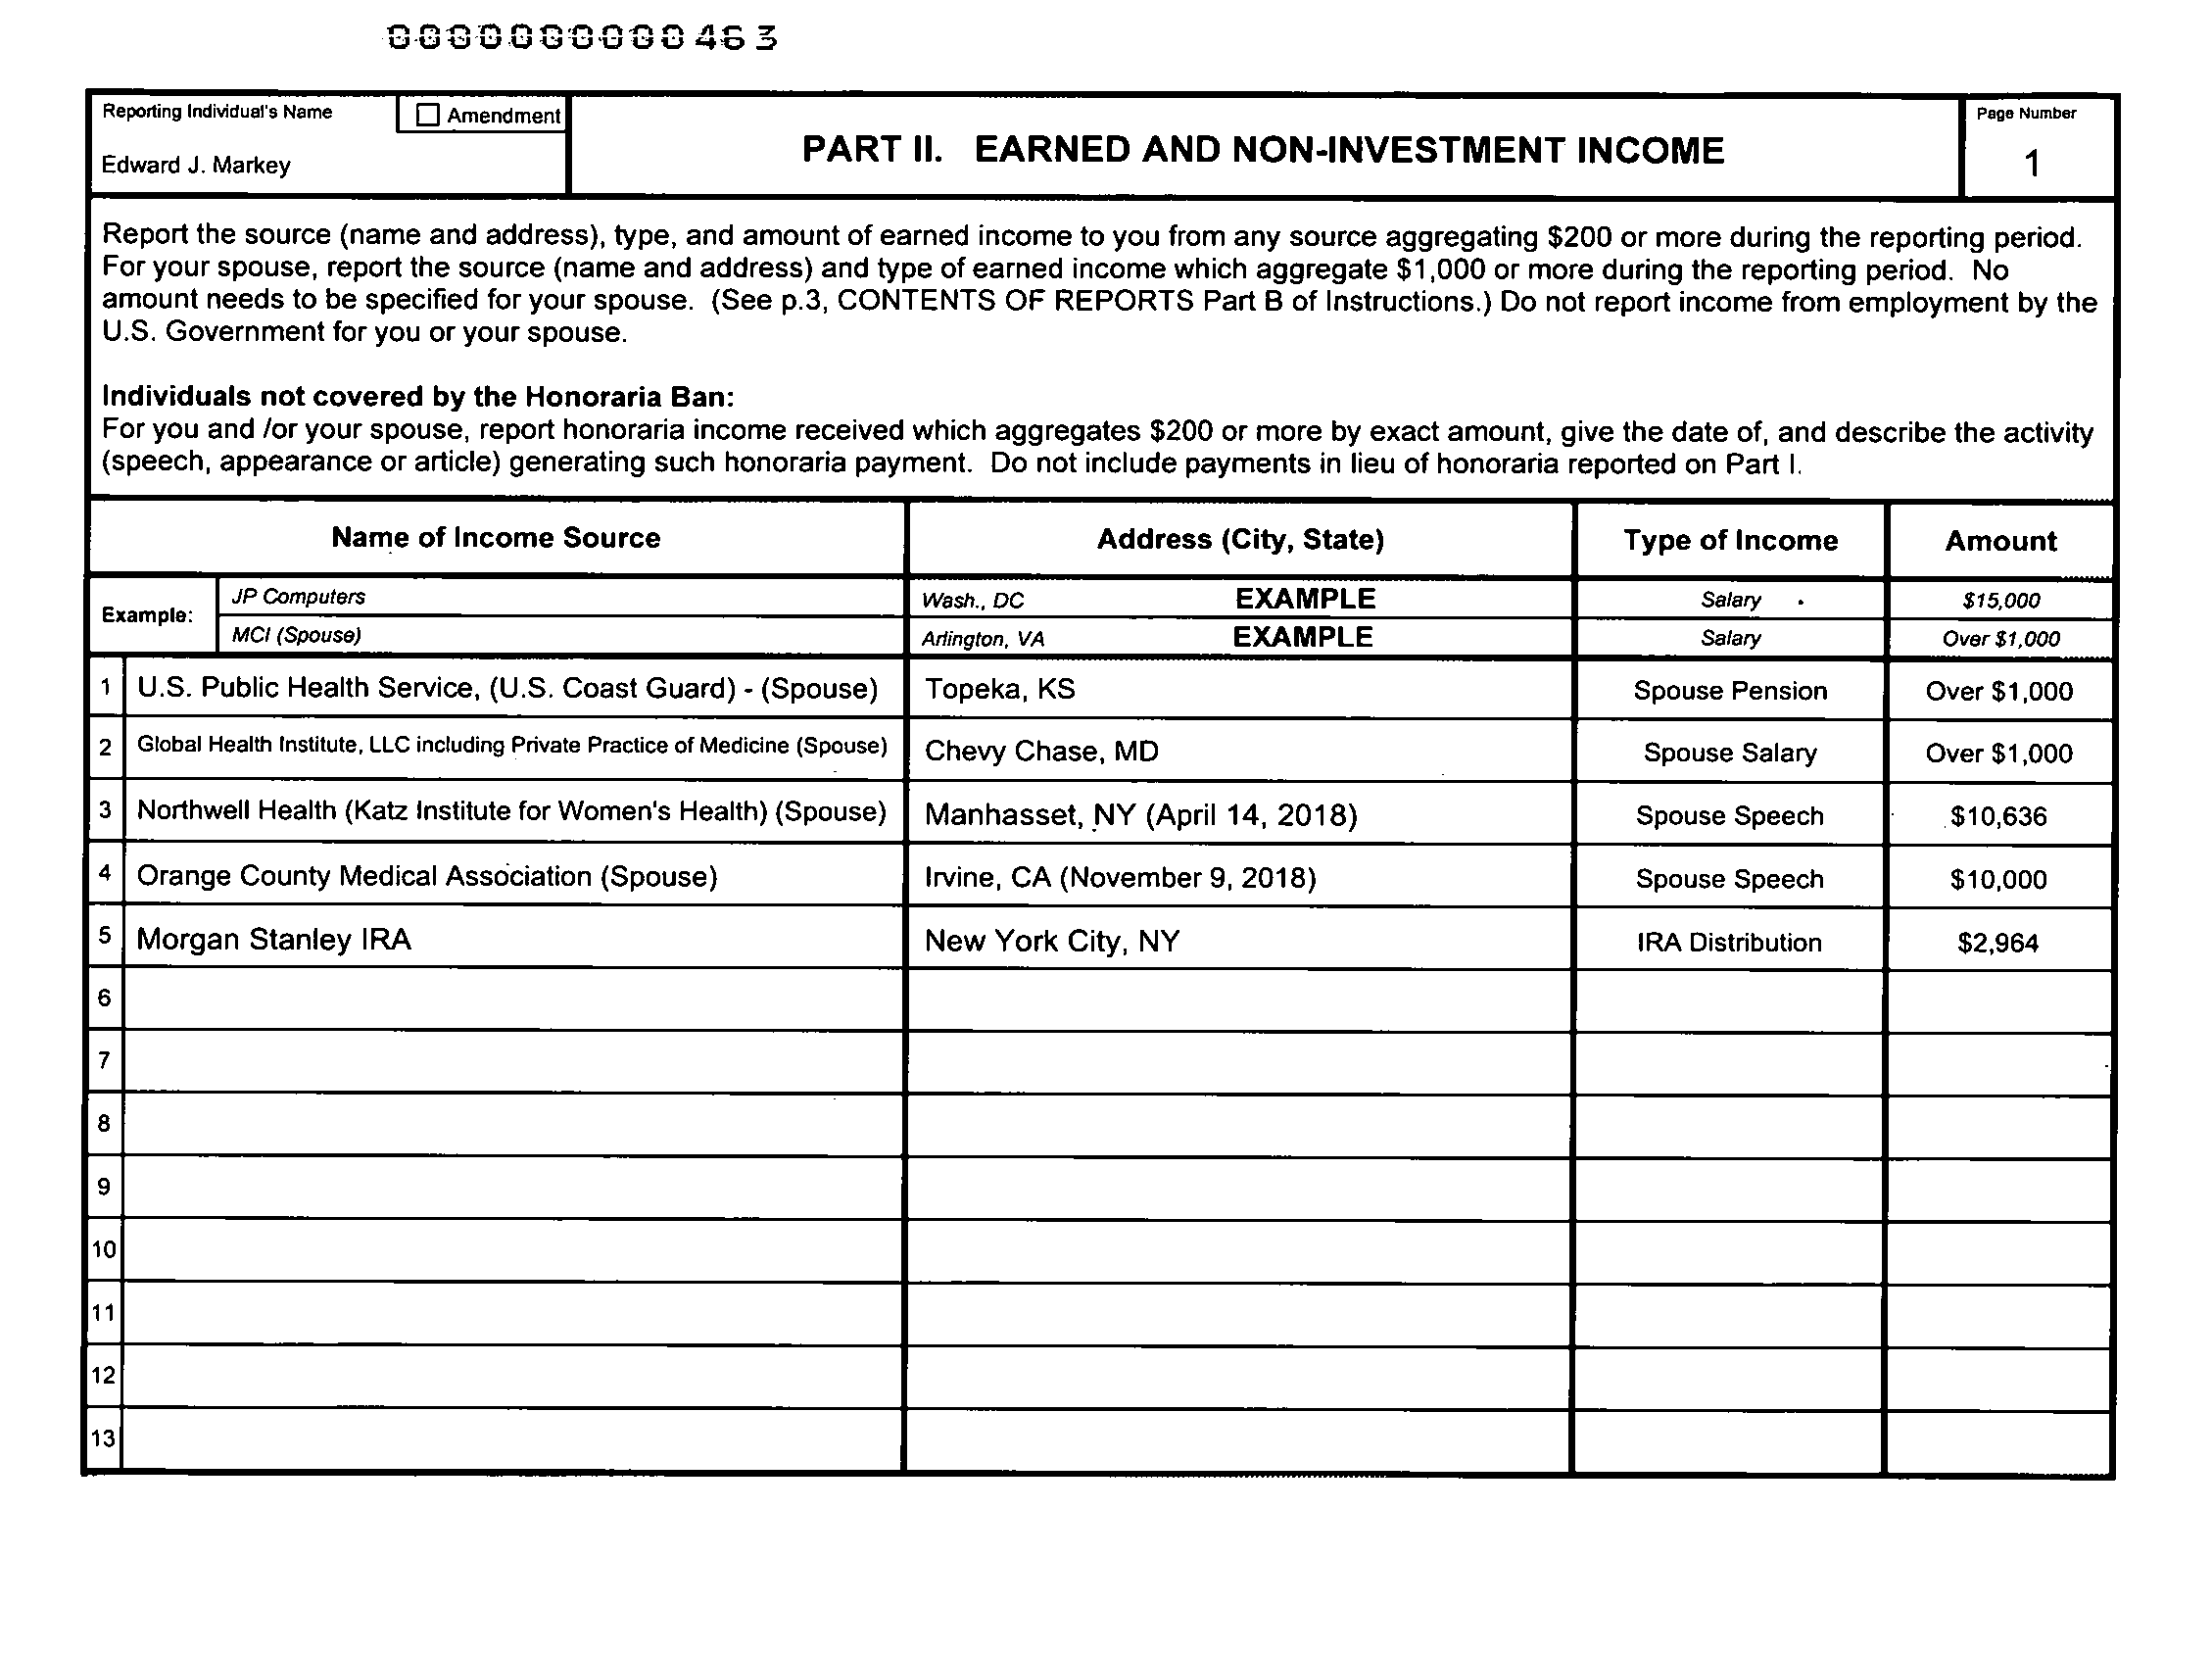 0000000000463
Reporting Individual's Name
Amendment
Edward J. Markey
PART II. EARNED AND NON-INVESTMENT INCOME
Page Number
1
Report the source (name and address), type, and amount of earned income to you from any source aggregating $200 or more during the reporting period.
For your spouse, report the source (name and address) and type of earned income which aggregate $1,000 or more during the reporting period. No
amount needs to be specified for your spouse. (See p.3, CONTENTS OF REPORTS Part B of Instructions.) Do not report income from employment by the
U.S. Government for you or your spouse.
Individuals not covered by the Honoraria Ban:
For you and /or your spouse, report honoraria income received which aggregates $200 or more by exact amount, give the date of, and describe the activity
(speech, appearance or article) generating such honoraria payment. Do not include payments in lieu of honoraria reported on Part I.
Name of Income Source Address (City, State) Type of Income Amount
Example: JP Computers Wash., DC EXAMPLE Salary $15,000
MCI (Spouse) Arlington, VA EXAMPLE Salary Over $1,000
1 U.S. Public Health Service, (U.S. Coast Guard) - (Spouse) Topeka, KS Spouse Pension Over $1,000
2 Global Health Institute, LLC including Private Practice of Medicine (Spouse) Chevy Chase, MD Spouse Salary Over $1,000
3 Northwell Health (Katz Institute for Women's Health) (Spouse) Manhasset, NY (April 14, 2018) Spouse Speech $10,636
4 Orange County Medical Association (Spouse) Irvine, CA (November 9, 2018) Spouse Speech $10,000
5 Morgan Stanley IRA New York City, NY IRA Distribution $2,964
6
7
8
9
10
11
12
13